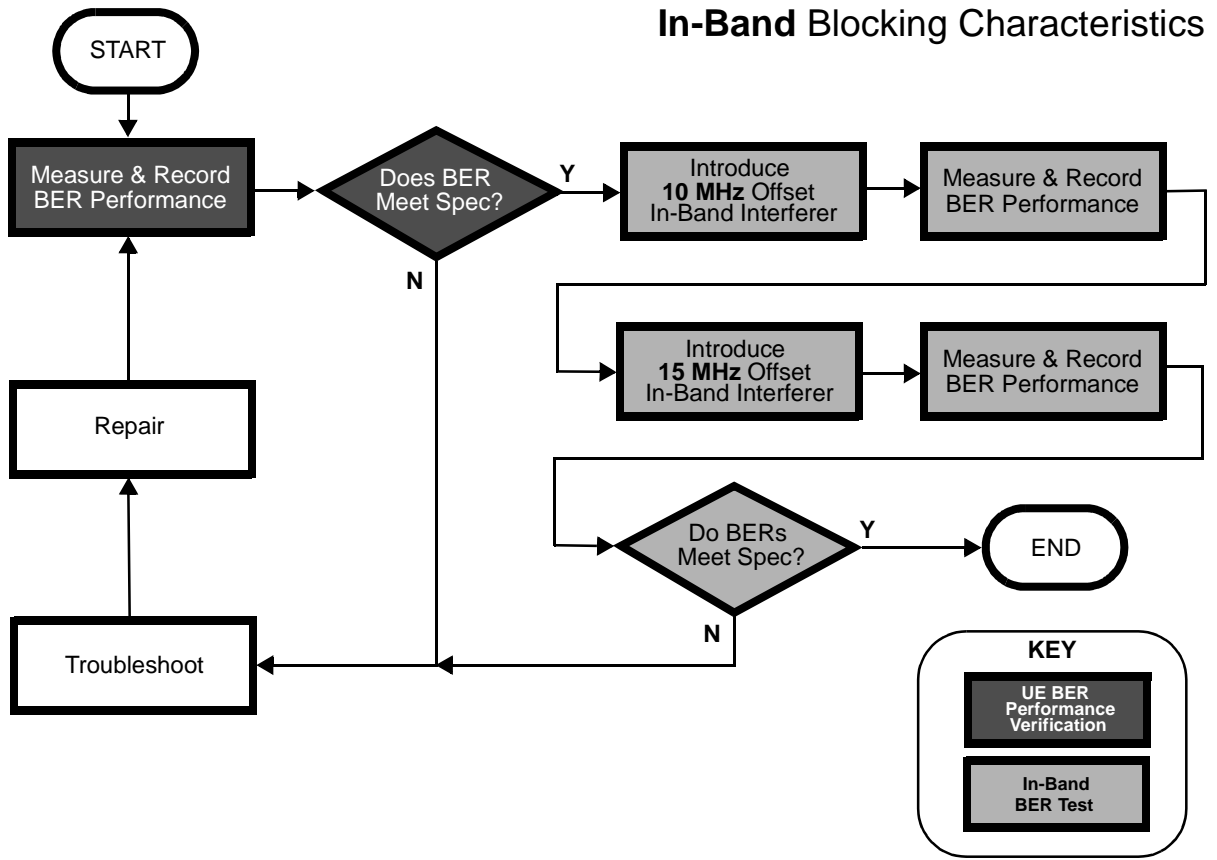 In-Band Blocking Characteristics
START
Measure & Record
BER Performance
Does BER
Meet Spec?
Y
N
Introduce
10 MHz Offset
In-Band Interferer
Measure & Record
BER Performance
Introduce
15 MHz Offset
In-Band Interferer
Measure & Record
BER Performance
Repair
Do BERs
Meet Spec?
Y
N
END
Troubleshoot
KEY
UE BER
Performance
Verification
In-Band
BER Test